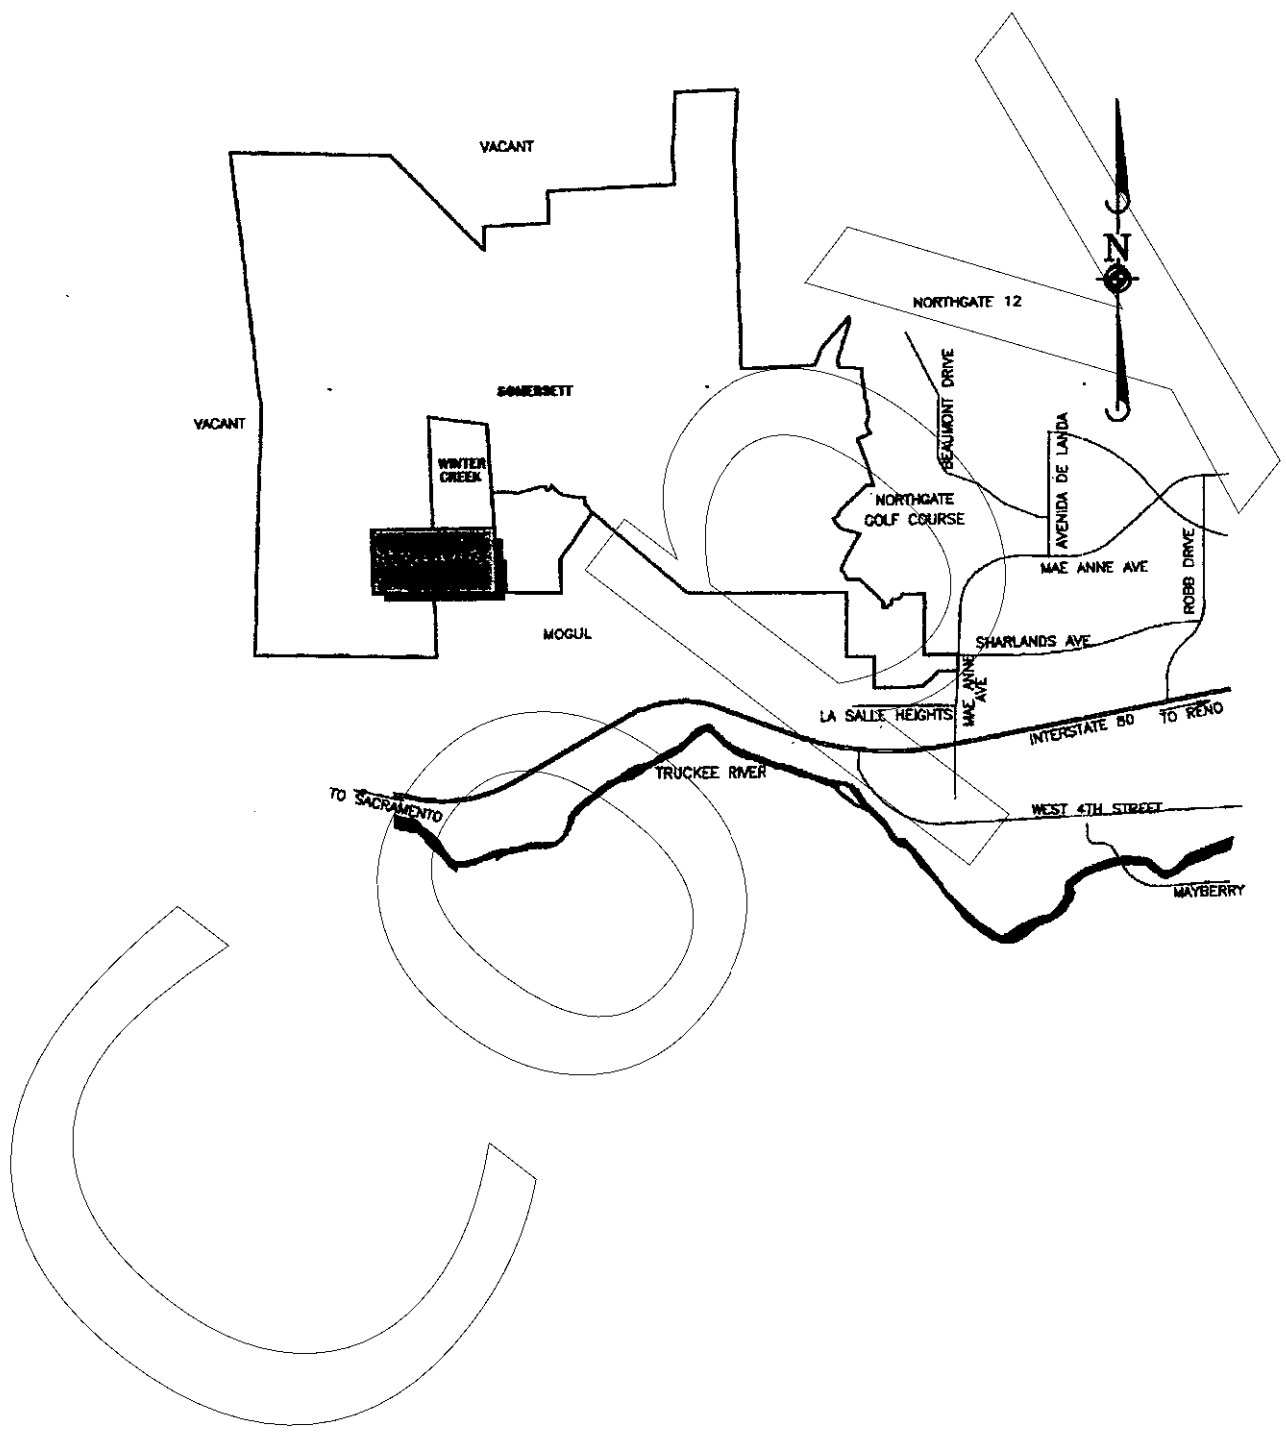 VACANT
N
NORTHGATE 12
BEAUMONT DRIVE
SOMERSETT
VACANT
AVENIDA DE LANDA
WINTER
CREEK
NORTHGATE
GOLF COURSE
MAE ANNE AVE
ROBB DRIVE
MOGUL
SHARLANDS AVE
MAE ANNE
AVE
LA SALLE HEIGHTS
INTERSTATE 80
TO RENO
TRUCKEE RIVER
TO SACRAMENTO
WEST 4TH STREET
MAYBERRY
Copy